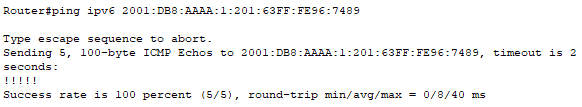 Router#ping ipv6 2001:DB8:AAAA:1:201:63FF:FE96:7489
Type escape sequence to abort.
Sending 5, 100-byte ICMP Echos to 2001:DB8:AAAA:1:201:63FF:FE96:7489, timeout is 2
seconds:
!!!!!
Success rate is 100 percent (5/5), round-trip min/avg/max = 0/8/40 ms